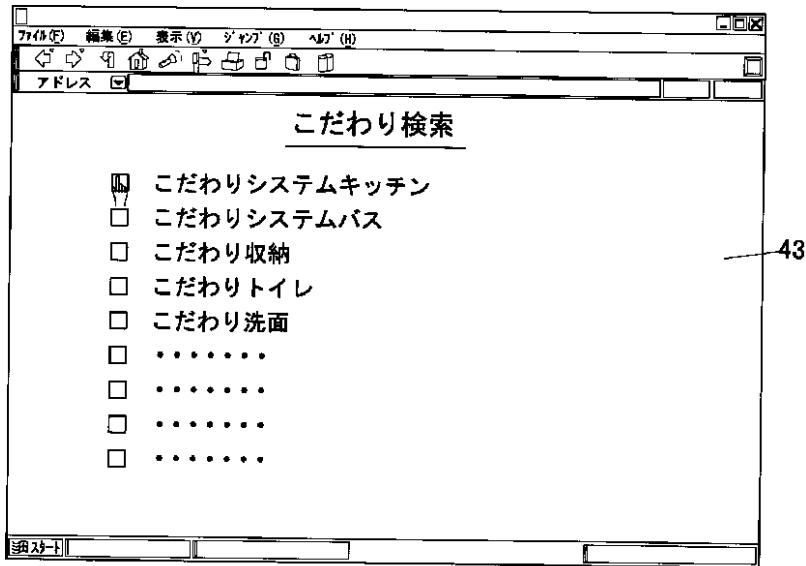 ファイル(F) 編集(E) 表示(V) ジャンプ(G) ヘルプ(H)
アドレス
こだわり検索
こだわりシステムキッチン
こだわりシステムバス
こだわり収納
こだわりトイレ
こだわり洗面
・・・・・・・
・・・・・・・
・・・・・・・
・・・・・・・
43
スタート